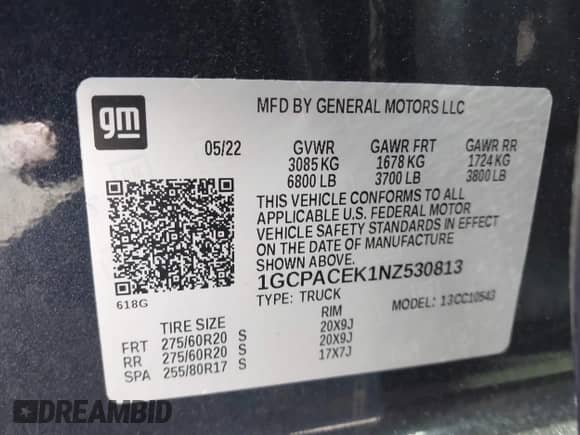 gm
MFD BY GENERAL MOTORS LLC
05/22 GVWR GAWR FRT GAWR RR
3085 KG 1678 KG 1724 KG
6800 LB 3700 LB 3800 LB
THIS VEHICLE CONFORMS TO ALL
APPLICABLE U.S. FEDERAL MOTOR
VEHICLE SAFETY STANDARDS IN EFFECT
ON THE DATE OF MANUFACTURE
SHOWN ABOVE.
1GCPACEK1NZ530813
618G TYPE: TRUCK MODEL: 13CC10543
TIRE SIZE RIM
FRT 275/60R20 S 20X9J
RR 275/60R20 S 20X9J
SPA 255/80R17 S 17X7J
DREAMBID